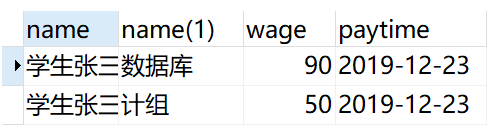 name name(1) wage paytime
学生张三 数据库 90 2019-12-23
学生张三 计组 50 2019-12-23